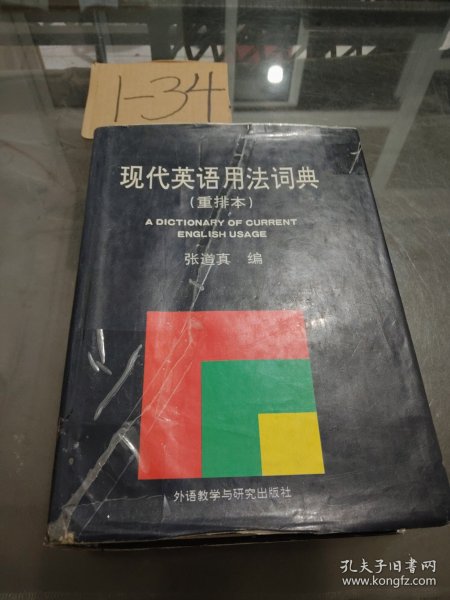 1-34
现代英语用法词典
(重排本)
A DICTIONARY OF CURRENT
ENGLISH USAGE
张道真 编
外语教学与研究出版社
孔夫子旧书网
www.kongfz.com